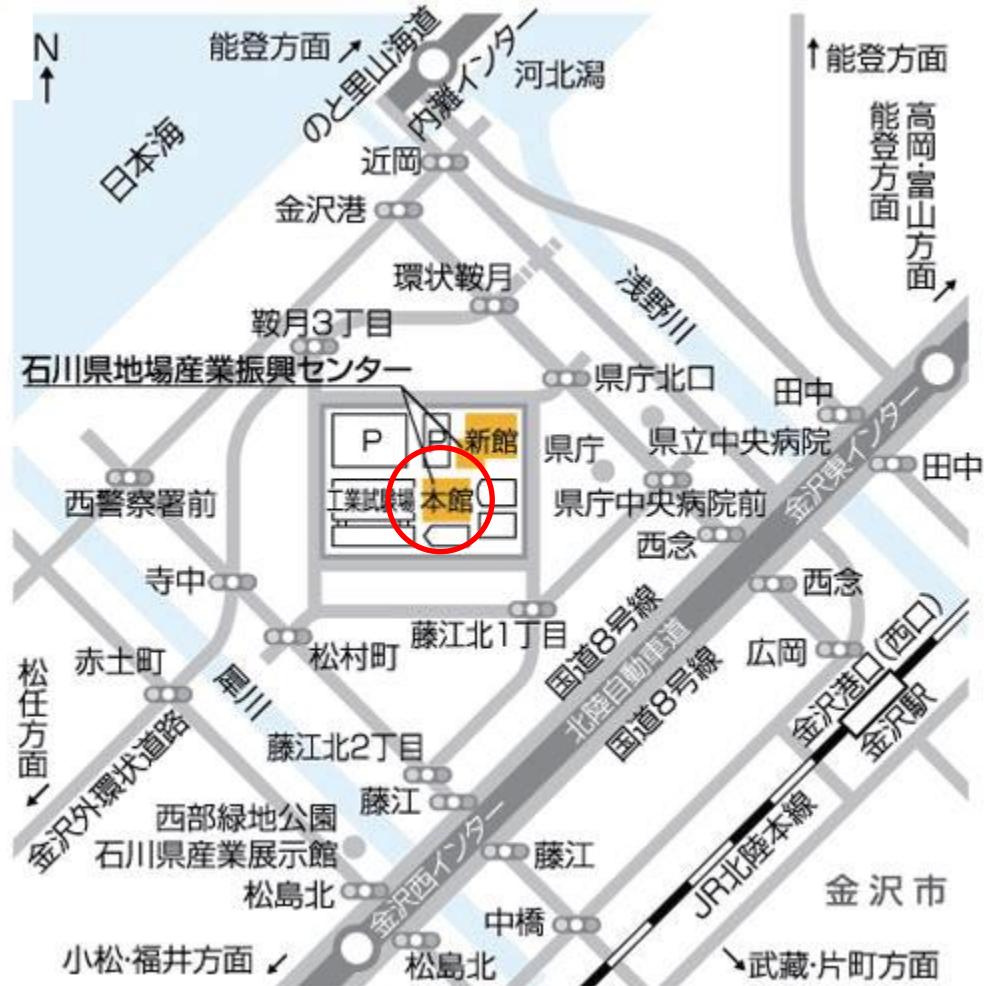 N
↑
能登方面↗
のと里山海道
内灘インター
河北潟
↑能登方面
高岡・富山方面
能登方面
日本海
近岡
金沢港
環状鞍月
浅野川
鞍月3丁目
石川県地場産業振興センター
県庁北口
田中
P
P
新館
県庁
県立中央病院
金沢東インター
田中
西警察署前
工業試験場
本館
県庁中央病院前
西念
西念
寺中
藤江北1丁目
国道8号線
北陸自動車道
国道8号線
広岡
金沢港口(西口)
金沢駅
松村町
赤土町
松任方面
犀川
金沢外環状道路
藤江北2丁目
藤江
西部緑地公園
石川県産業展示館
藤江
松島北
金沢西インター
中橋
JR北陸本線
金沢市
小松・福井方面↙
松島北
↘武蔵・片町方面